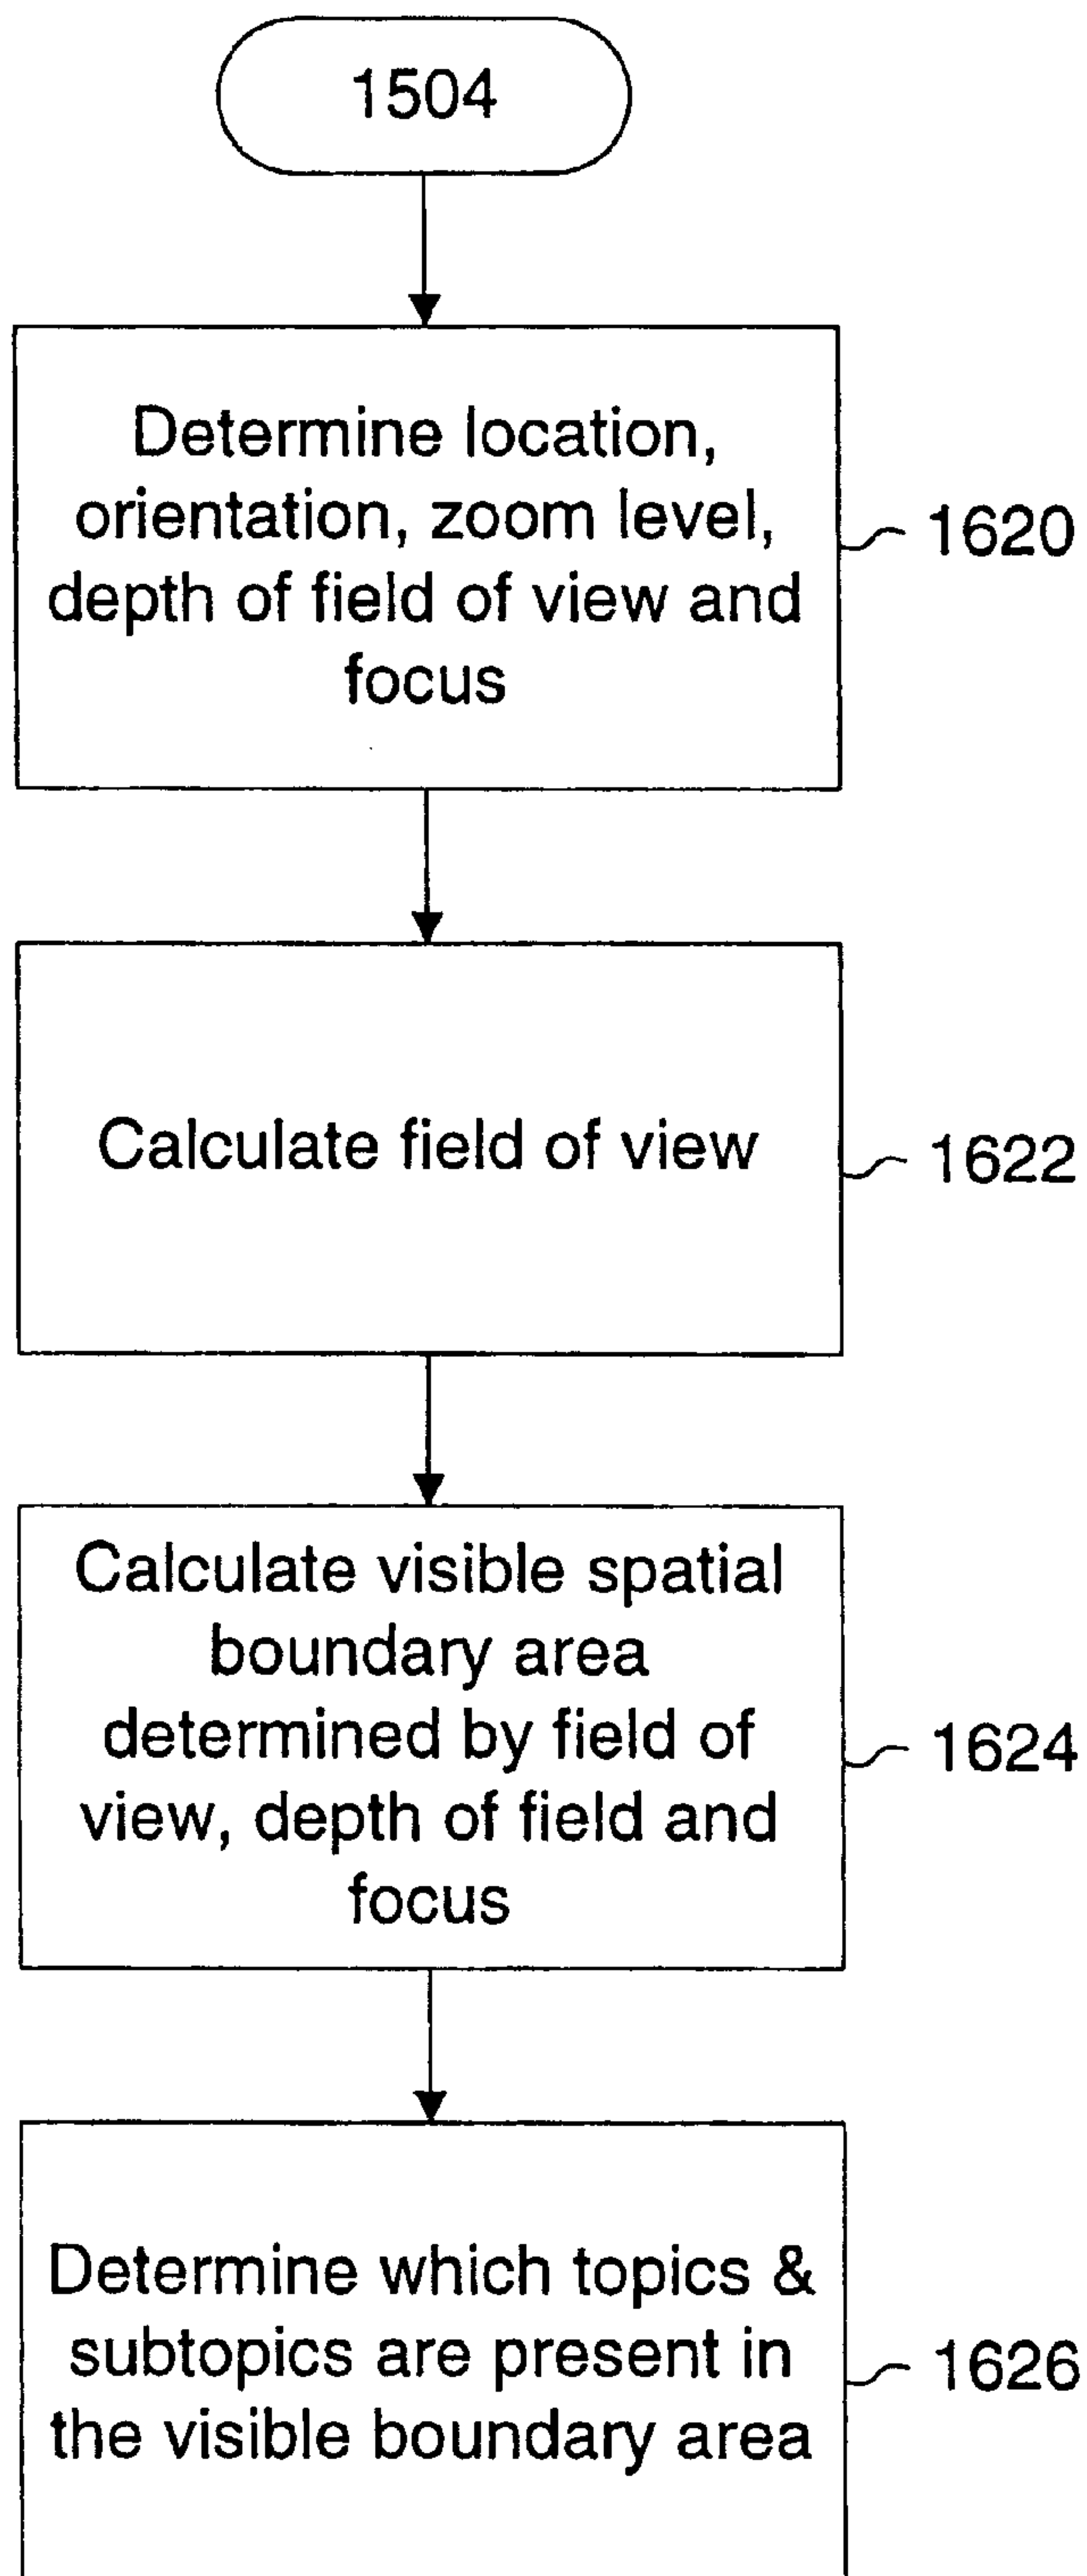 1504
Determine location,
orientation, zoom level,
depth of field of view and
focus
1620
Calculate field of view
1622
Calculate visible spatial
boundary area
determined by field of
view, depth of field and
focus
1624
Determine which topics &
subtopics are present in
the visible boundary area
1626